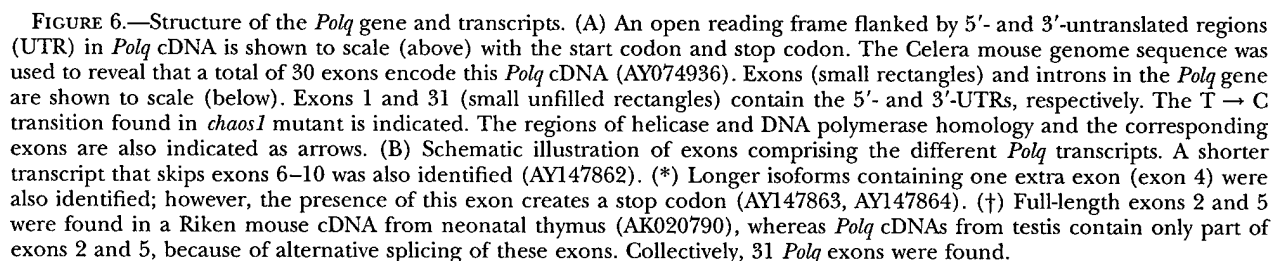 FIGURE 6.—Structure of the Polq gene and transcripts. (A) An open reading frame flanked by 5′- and 3′-untranslated regions
(UTR) in Polq cDNA is shown to scale (above) with the start codon and stop codon. The Celera mouse genome sequence was
used to reveal that a total of 30 exons encode this Polq cDNA (AY074936). Exons (small rectangles) and introns in the Polq gene
are shown to scale (below). Exons 1 and 31 (small unfilled rectangles) contain the 5′- and 3′-UTRs, respectively. The T → C
transition found in chaos1 mutant is indicated. The regions of helicase and DNA polymerase homology and the corresponding
exons are also indicated as arrows. (B) Schematic illustration of exons comprising the different Polq transcripts. A shorter
transcript that skips exons 6–10 was also identified (AY147862). (*) Longer isoforms containing one extra exon (exon 4) were
also identified; however, the presence of this exon creates a stop codon (AY147863, AY147864). (†) Full-length exons 2 and 5
were found in a Riken mouse cDNA from neonatal thymus (AK020790), whereas Polq cDNAs from testis contain only part of
exons 2 and 5, because of alternative splicing of these exons. Collectively, 31 Polq exons were found.